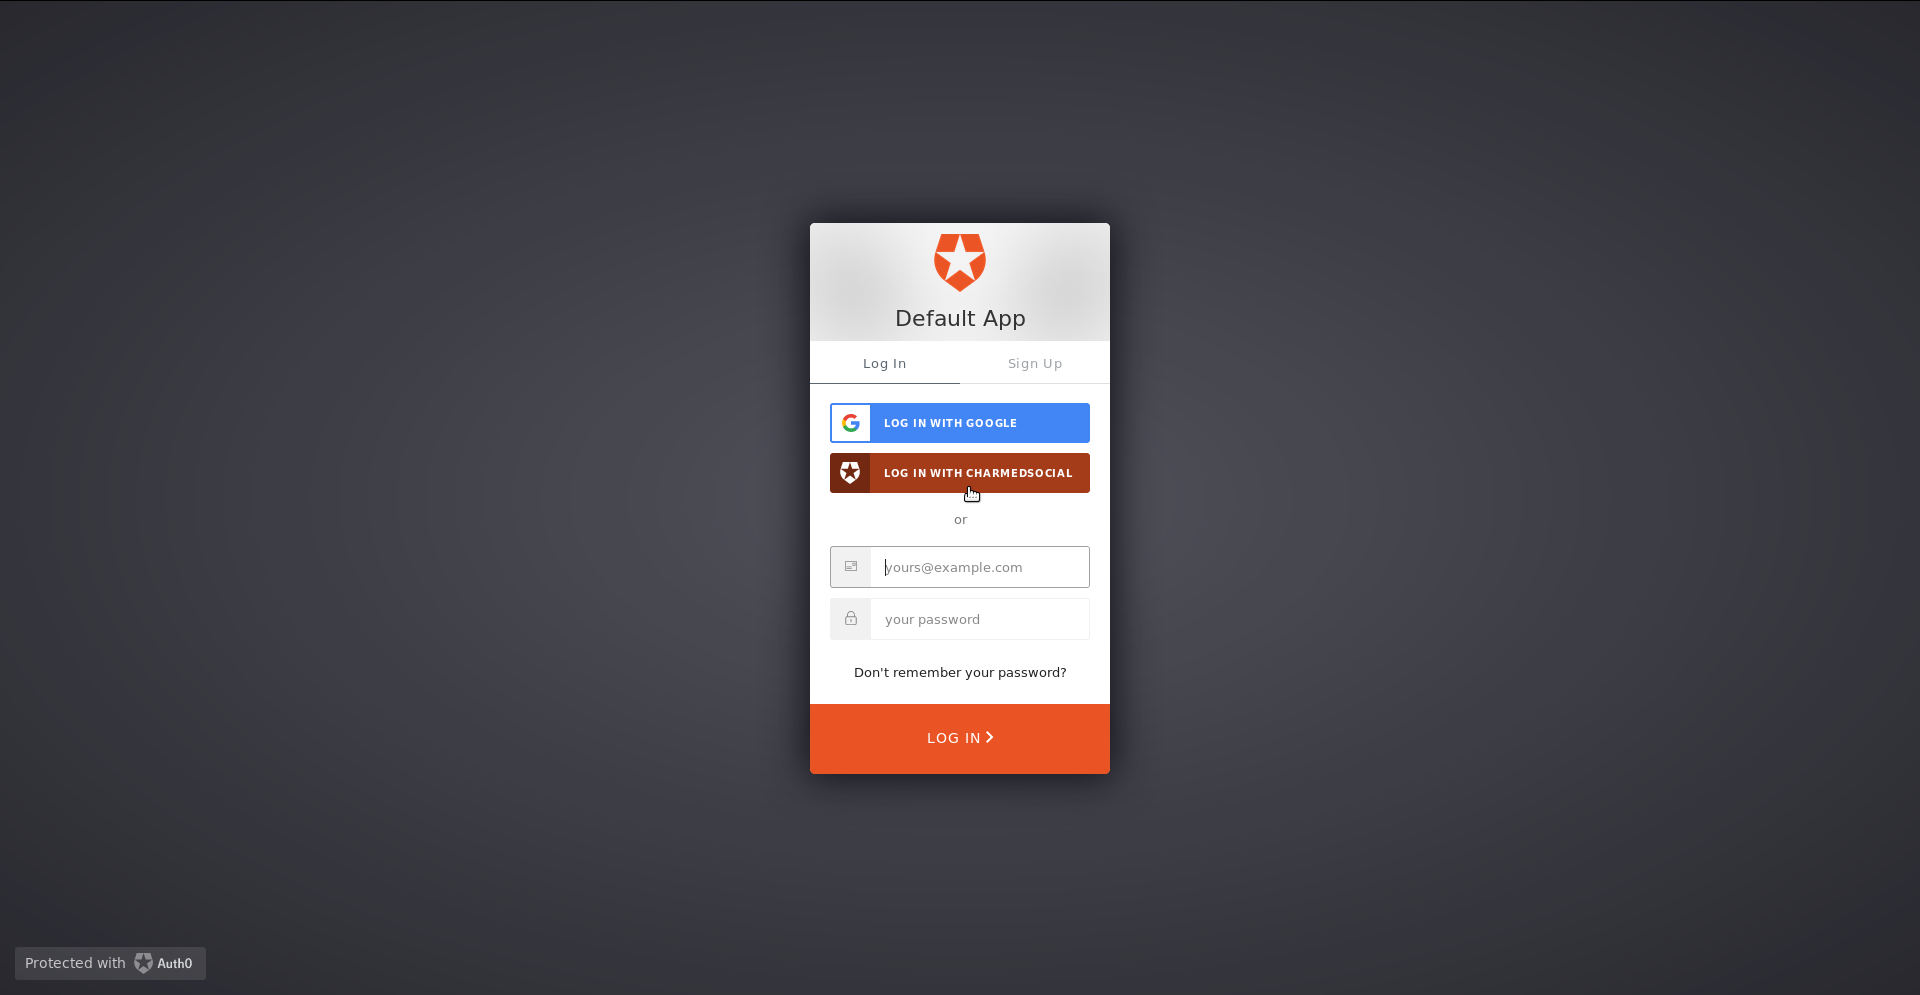 Default App
Log In
Sign Up
LOG IN WITH GOOGLE
LOG IN WITH CHARMEDSOCIAL
or
yours@example.com
your password
Don't remember your password?
LOG IN
Protected with Auth0